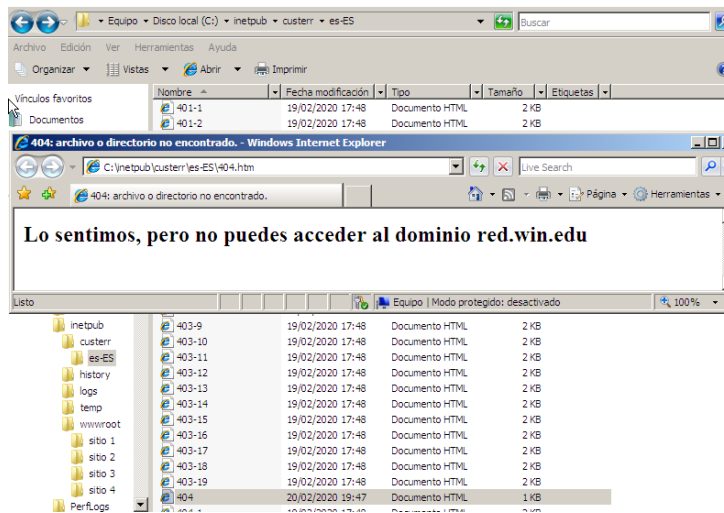 Equipo Disco local (C:) inetpub custerr es-ES Buscar
Archivo Edición Ver Herramientas Ayuda
Organizar Vistas Abrir Imprimir
Vínculos favoritos Nombre Fecha modificación Tipo Tamaño Etiquetas
401-1 19/02/2020 17:48 Documento HTML 2 KB
Documentos 401-2 19/02/2020 17:48 Documento HTML 2 KB
404: archivo o directorio no encontrado. - Windows Internet Explorer
C:\inetpub\custerr\es-ES\404.htm Live Search
404: archivo o directorio no encontrado. Página Herramientas
Lo sentimos, pero no puedes acceder al dominio red.win.edu
Listo Equipo | Modo protegido: desactivado 100%
inetpub 403-9 19/02/2020 17:48 Documento HTML 2 KB
custerr 403-10 19/02/2020 17:48 Documento HTML 2 KB
es-ES 403-11 19/02/2020 17:48 Documento HTML 2 KB
history 403-12 19/02/2020 17:48 Documento HTML 2 KB
logs 403-13 19/02/2020 17:48 Documento HTML 2 KB
temp 403-14 19/02/2020 17:48 Documento HTML 2 KB
wwwroot 403-15 19/02/2020 17:48 Documento HTML 2 KB
sitio 1 403-16 19/02/2020 17:48 Documento HTML 2 KB
sitio 2 403-17 19/02/2020 17:48 Documento HTML 2 KB
sitio 3 403-18 19/02/2020 17:48 Documento HTML 2 KB
sitio 4 403-19 19/02/2020 17:48 Documento HTML 2 KB
PerfLogs 404 20/02/2020 19:47 Documento HTML 1 KB